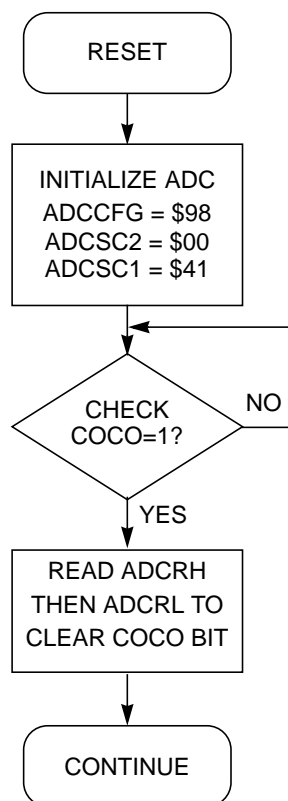 RESET
INITIALIZE ADC
ADCCFG = $98
ADCSC2 = $00
ADCSC1 = $41
CHECK
COCO=1?
NO
YES
READ ADCRH
THEN ADCRL TO
CLEAR COCO BIT
CONTINUE